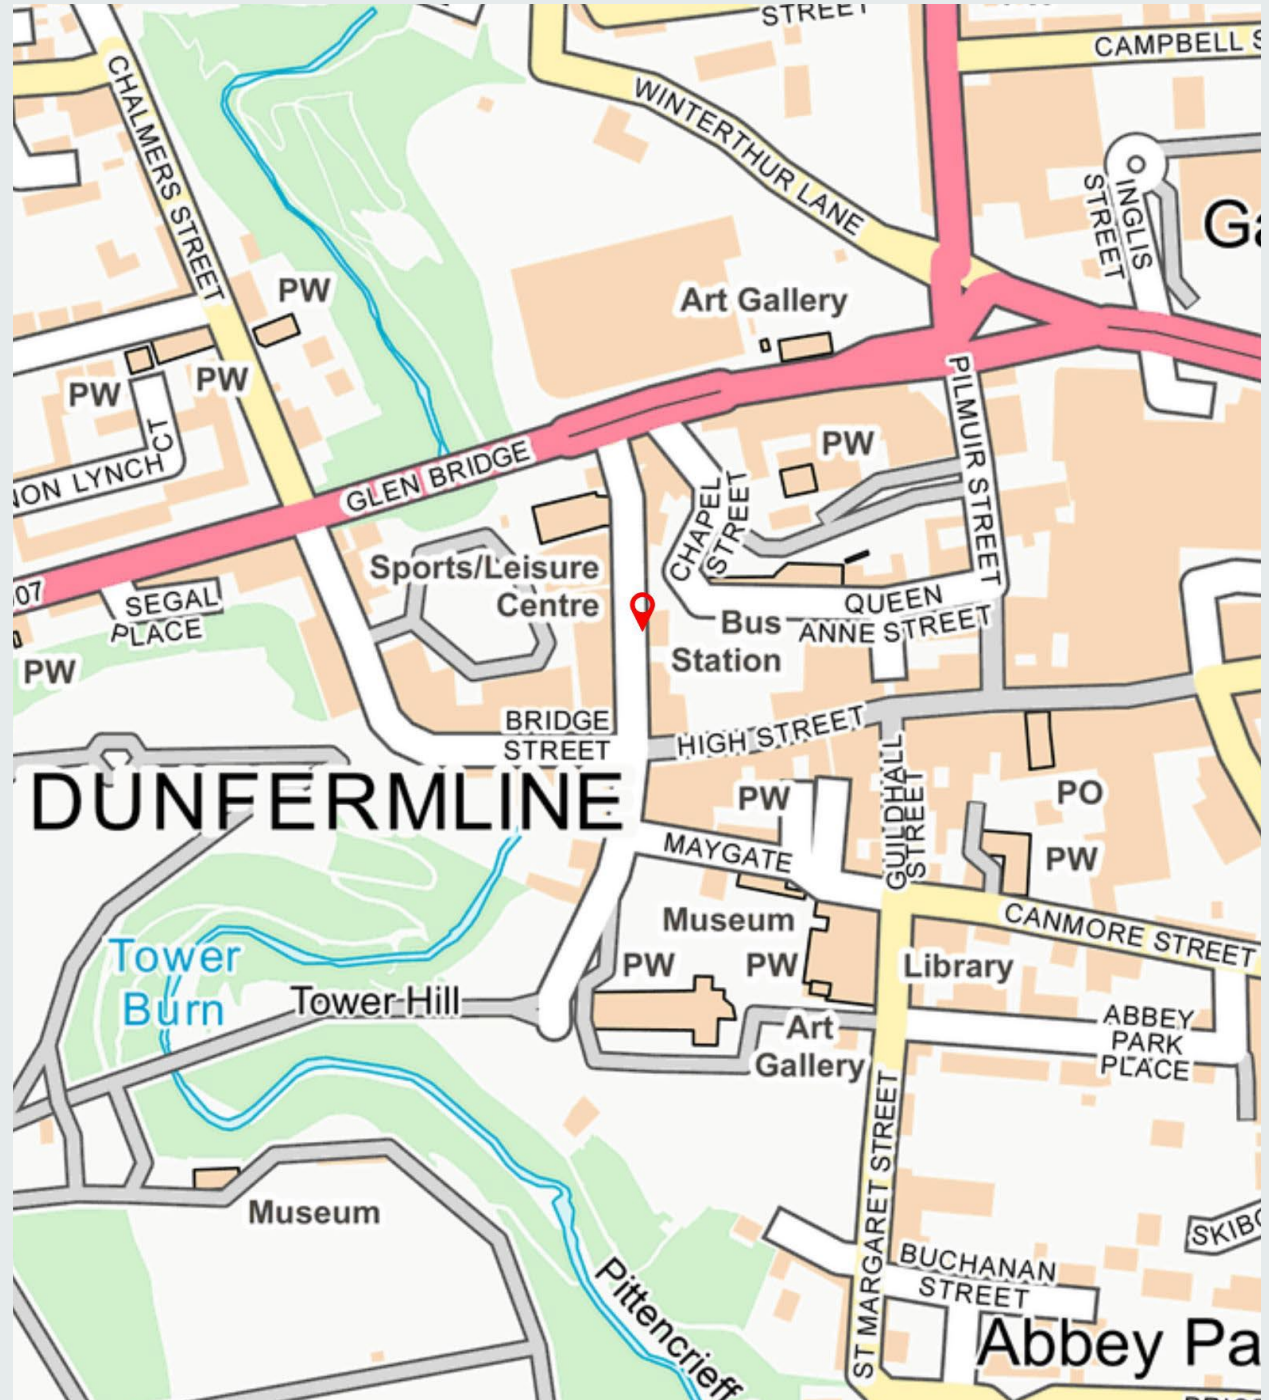 STREET
CAMPBELL S
CHALMERS STREET
WINTERTHUR LANE
INGLIS
STREET
Ga
PW
Art Gallery
PW
PW
PILMUIR STREET
NON LYNCH CT
PW
GLEN BRIDGE
CHAPEL
STREET
Sports/Leisure
Centre
07
SEGAL
PLACE
QUEEN
ANNE STREET
Bus
Station
PW
BRIDGE
STREET
HIGH STREET
GUILDHALL
STREET
DUNFERMLINE
PW
PO
MAYGATE
PW
Museum
CANMORE STREET
Tower
Burn
PW
PW
Library
Tower Hill
Art
Gallery
ABBEY
PARK
PLACE
ST MARGARET STREET
Museum
SKIBO
BUCHANAN
STREET
Pittencrieff
Abbey Pa